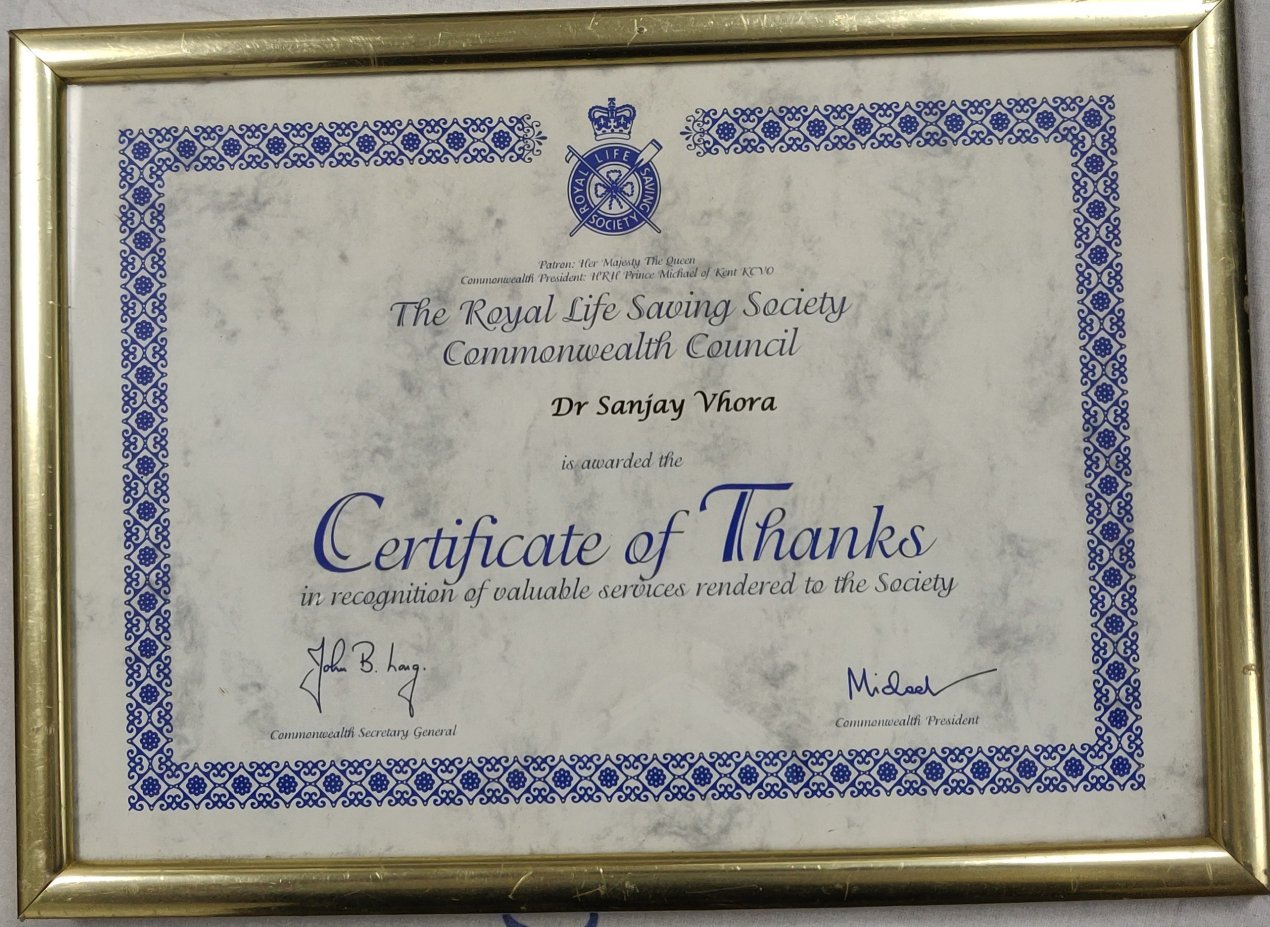 ROYAL LIFE SAVING SOCIETY
Patron: Her Majesty The Queen
Commonwealth President: HRH Prince Michael of Kent KCVO
The Royal Life Saving Society
Commonwealth Council
Dr Sanjay Vhora
is awarded the
Certificate of Thanks
in recognition of valuable services rendered to the Society
John B. Long.
Michael
Commonwealth Secretary General
Commonwealth President